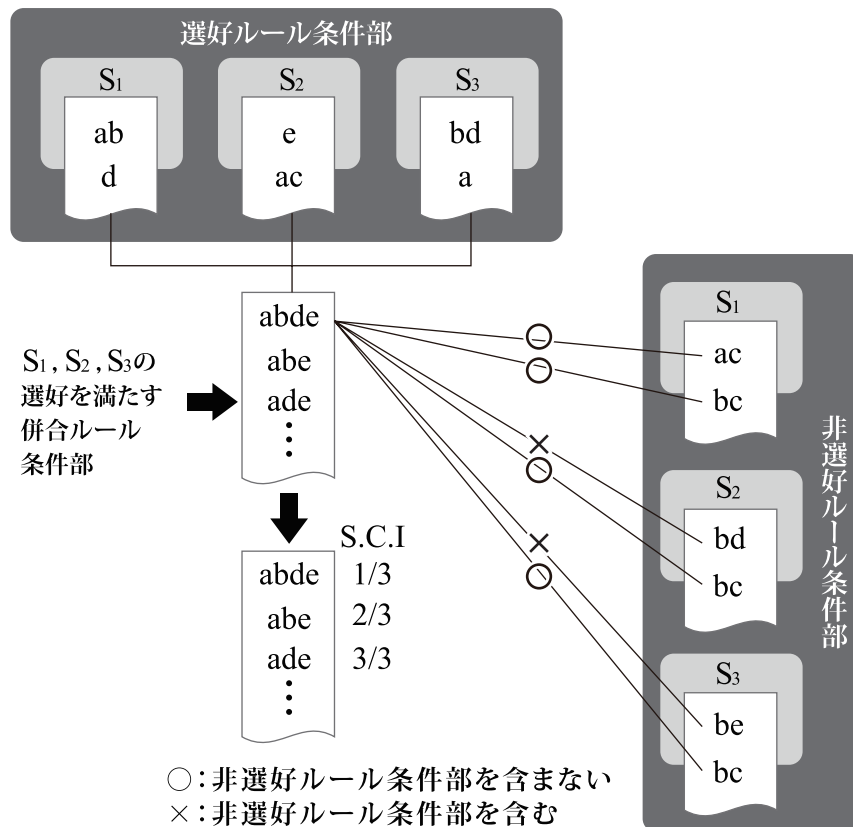 選好ルール条件部
S1
ab
d
S2
e
ac
S3
bd
a
abde
abe
ade
⋮
S1 , S2 , S3の
選好を満たす
併合ルール
条件部
S.C.I
abde 1/3
abe 2/3
ade 3/3
⋮
○
○
×
○
×
○
非選好ルール条件部
S1
ac
bc
S2
bd
bc
S3
be
bc
○:非選好ルール条件部を含まない
×:非選好ルール条件部を含む